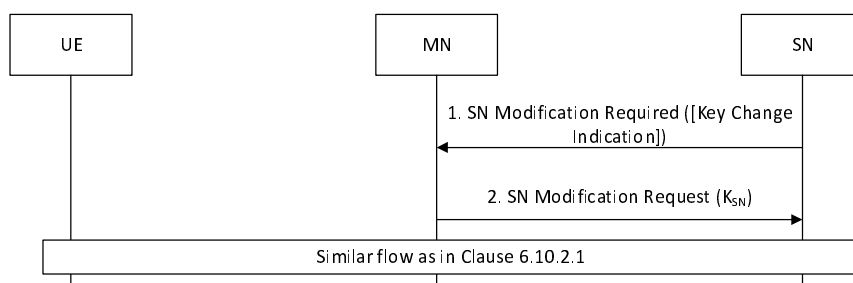 UE
MN
SN
1. SN Modification Required ([Key Change
Indication])
2. SN Modification Request (KSN)
Similar flow as in Clause 6.10.2.1